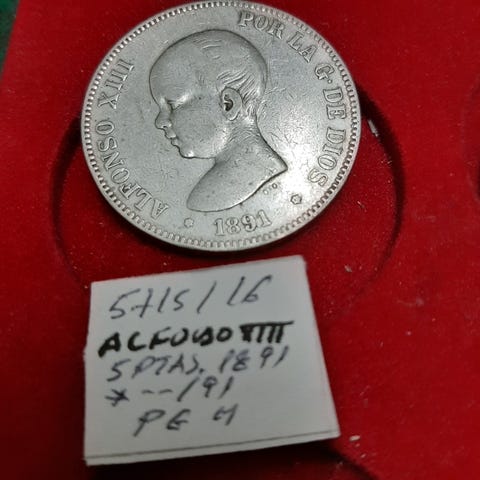 ALFONSO XIII POR LA G. DE DIOS
* 1891 *
5715/16
ALFONSO XIII
5 PTAS. 1891
*--/91
PG M